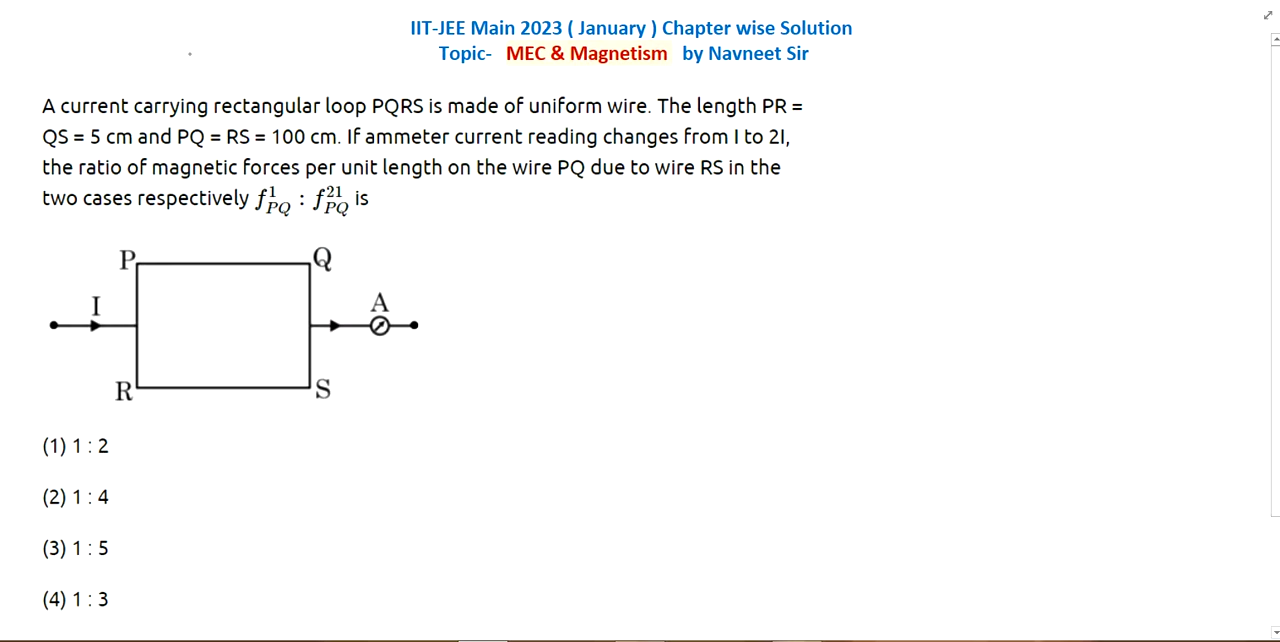 IIT-JEE Main 2023 ( January ) Chapter wise Solution
Topic- MEC & Magnetism by Navneet Sir
A current carrying rectangular loop PQRS is made of uniform wire. The length PR =
QS = 5 cm and PQ = RS = 100 cm. If ammeter current reading changes from I to 2I,
the ratio of magnetic forces per unit length on the wire PQ due to wire RS in the
two cases respectively f^1_PQ : f^21_PQ is
P Q
I A
R S
(1) 1 : 2
(2) 1 : 4
(3) 1 : 5
(4) 1 : 3